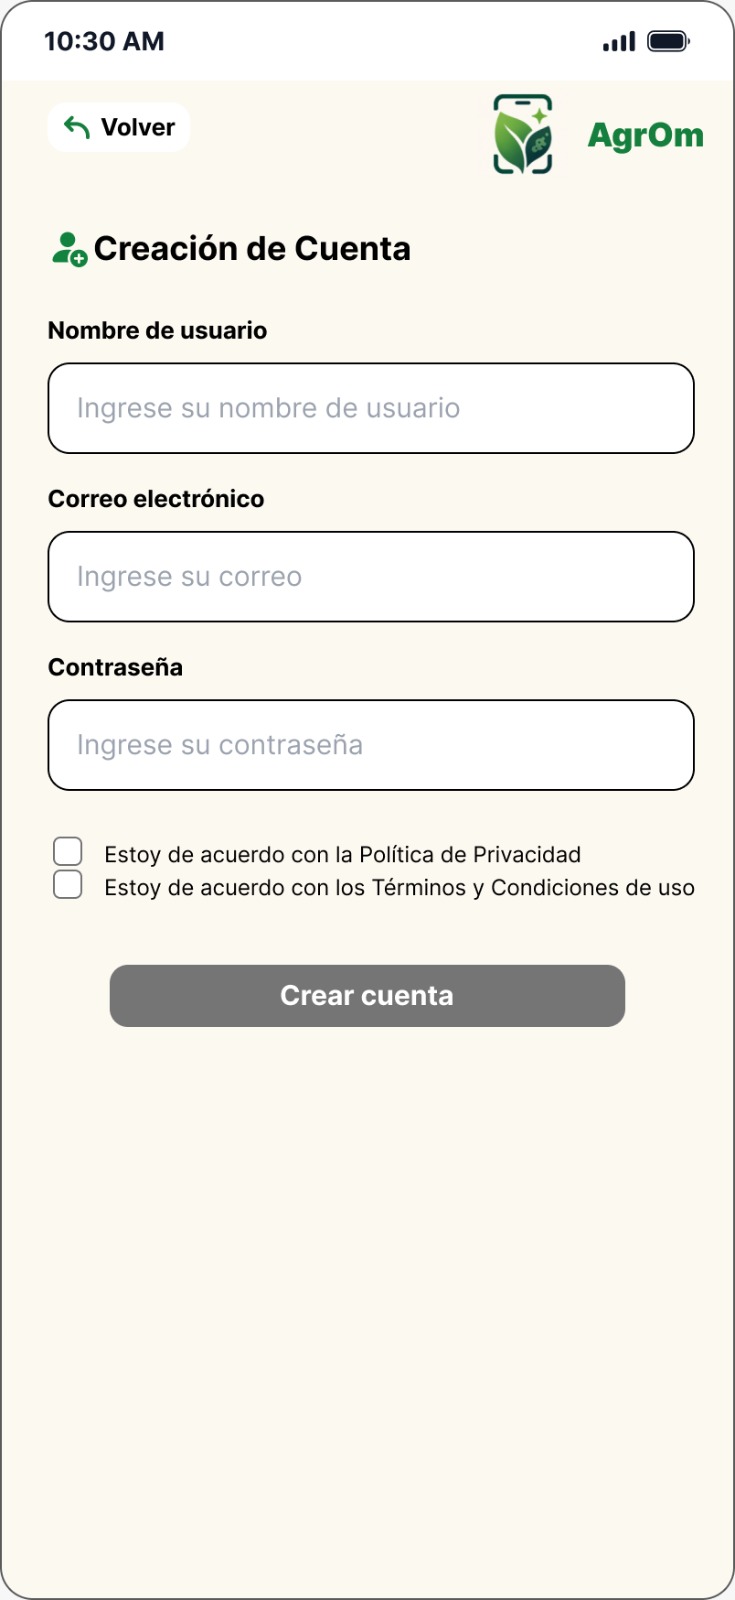 10:30 AM
Volver
AgrOm
Creación de Cuenta
Nombre de usuario
Ingrese su nombre de usuario
Correo electrónico
Ingrese su correo
Contraseña
Ingrese su contraseña
Estoy de acuerdo con la Política de Privacidad
Estoy de acuerdo con los Términos y Condiciones de uso
Crear cuenta